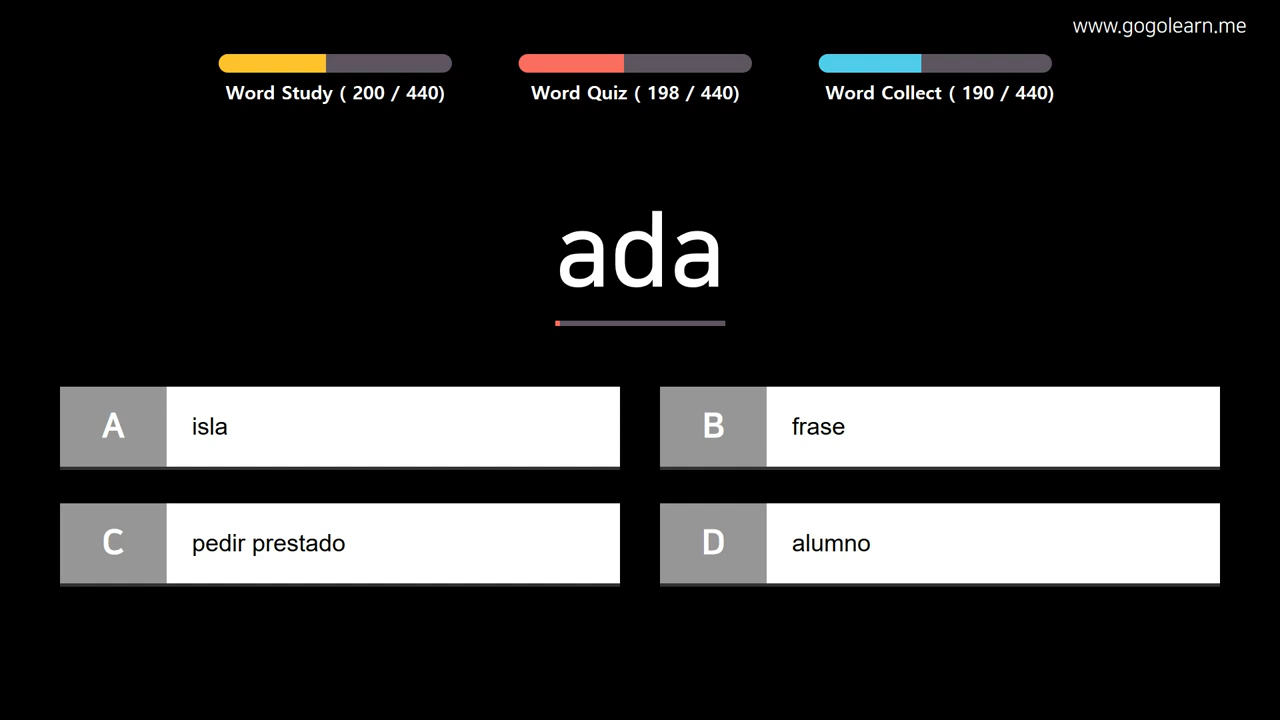 www.gogolearn.me
Word Study ( 200 / 440)
Word Quiz ( 198 / 440)
Word Collect ( 190 / 440)
ada
A isla
B frase
C pedir prestado
D alumno